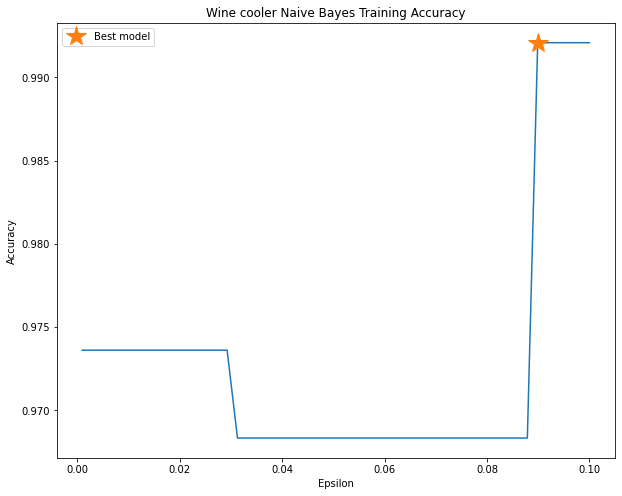 Wine cooler Naive Bayes Training Accuracy
Best model
0.990
0.985
0.980
0.975
0.970
Accuracy
0.00 0.02 0.04 0.06 0.08 0.10
Epsilon